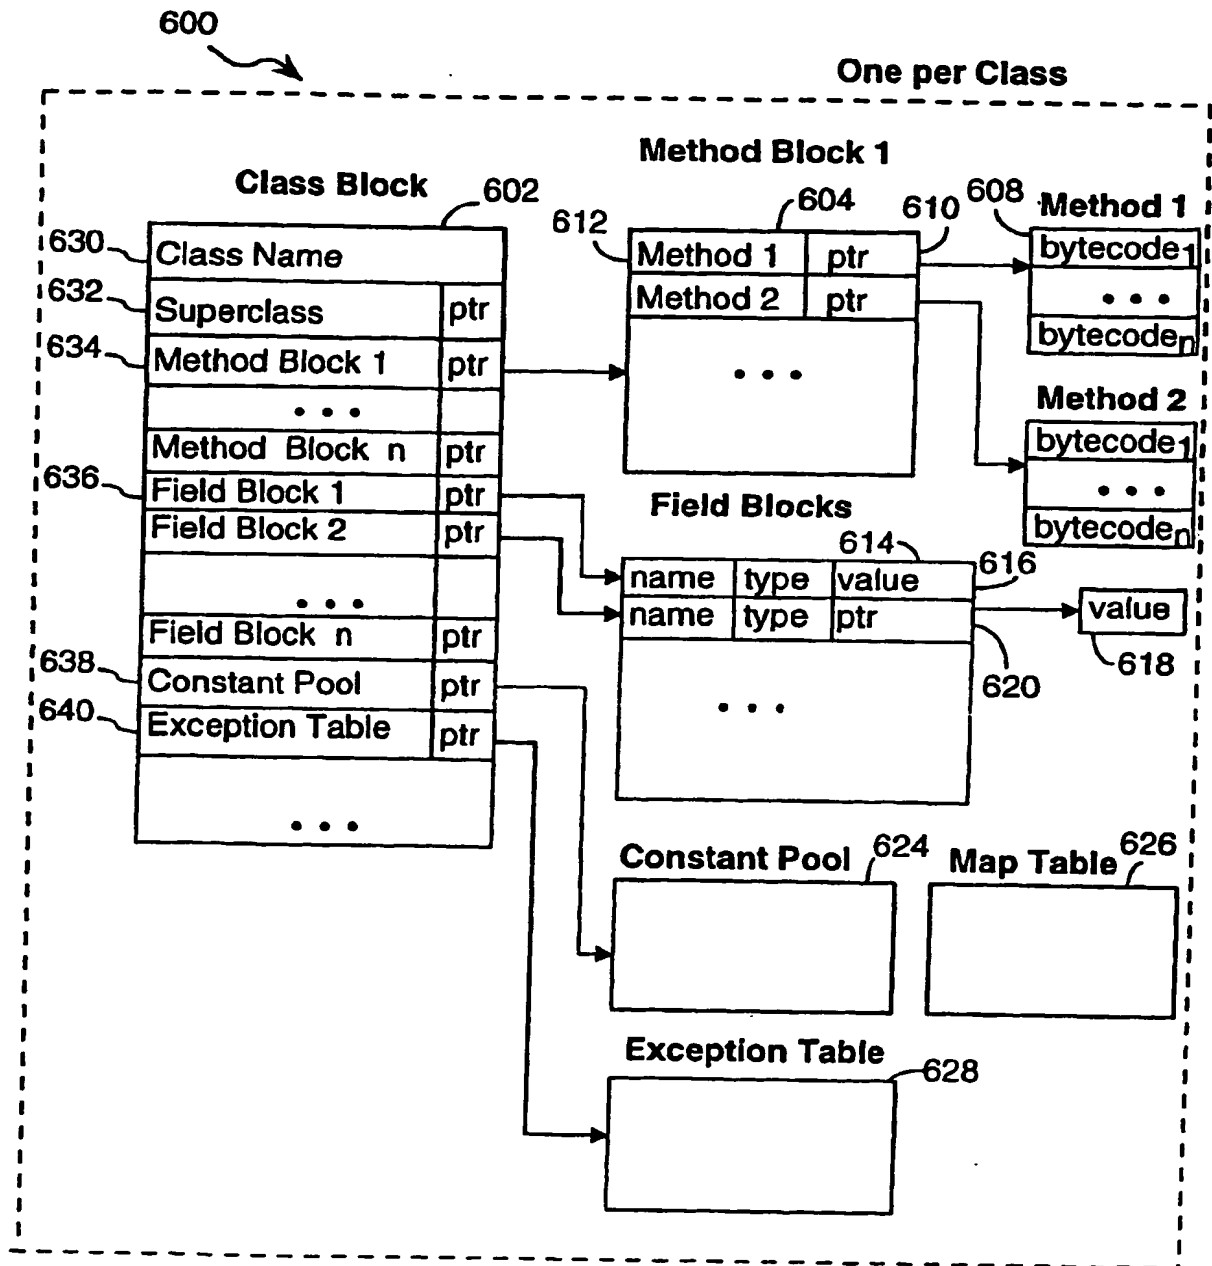 600
One per Class
Method Block 1
Class Block
602
604
610
608
Method 1
612
630
Class Name
Method 1 ptr
bytecode1
632
Superclass ptr
Method 2 ptr
• • •
bytecoden
634
Method Block 1 ptr
• • •
• • •
Method 2
Method Block n ptr
bytecode1
636
Field Block 1 ptr
Field Blocks
• • •
Field Block 2 ptr
614
bytecoden
616
name type value
• • •
name type ptr
value
Field Block n ptr
620
618
638
Constant Pool ptr
• • •
640
Exception Table ptr
• • •
Constant Pool
624
Map Table
626
Exception Table
628